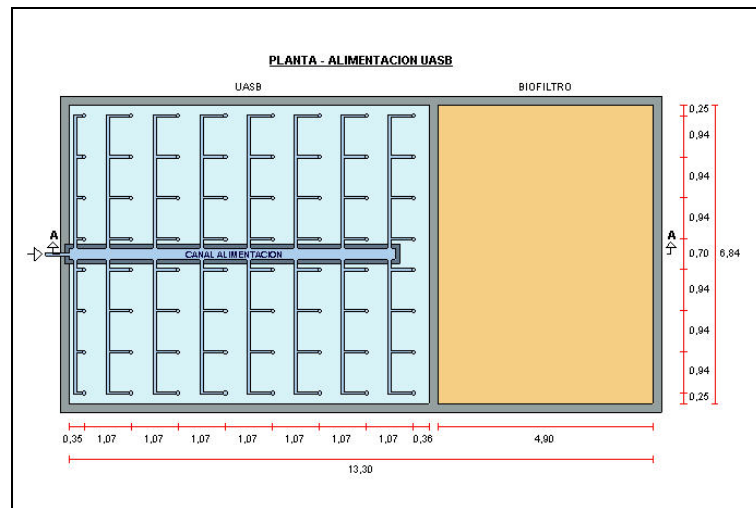 PLANTA - ALIMENTACION UASB
UASB BIOFILTRO
0,25
0,94
0,94
0,94
A A
CANAL ALIMENTACION
0,70 6,84
0,94
0,94
0,94
0,25
0,35 1,07 1,07 1,07 1,07 1,07 1,07 1,07 0,36 4,90
13,30